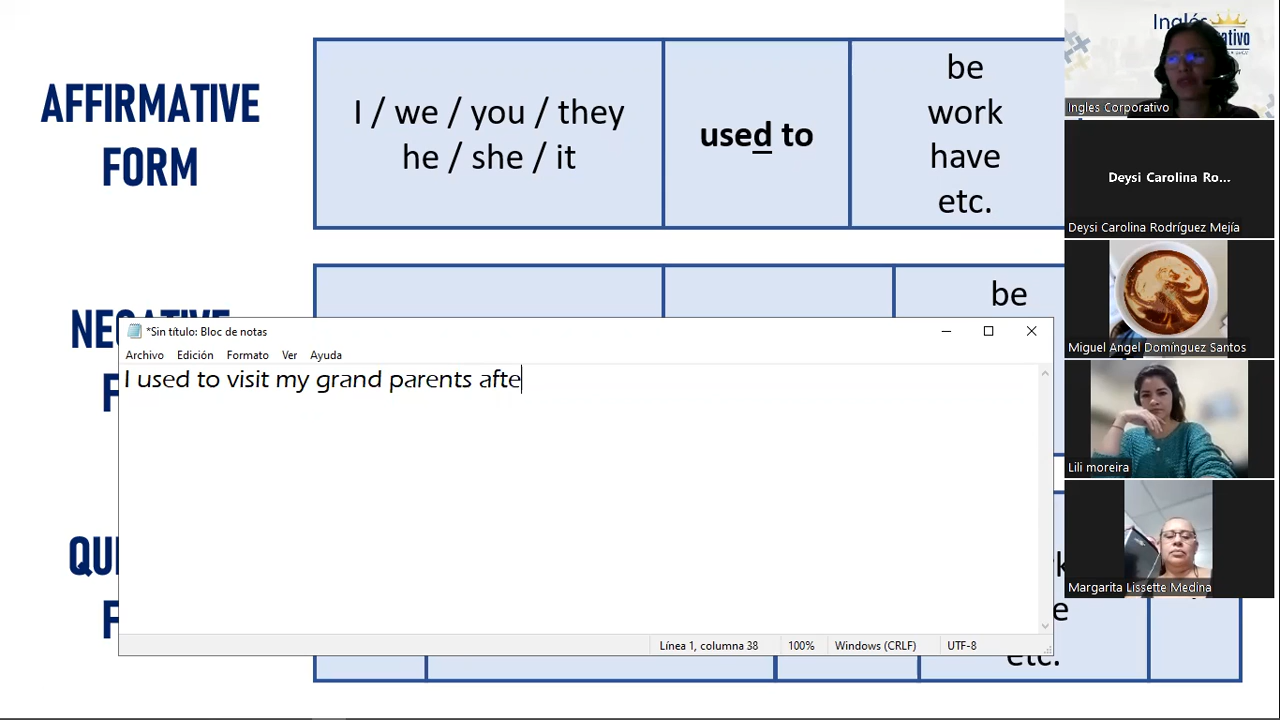 AFFIRMATIVE
FORM
I / we / you / they
he / she / it
used to
be
work
have
etc.
be
*Sin título: Bloc de notas
Archivo Edición Formato Ver Ayuda
I used to visit my grand parents afte
Línea 1, columna 38 100% Windows (CRLF) UTF-8
etc.
Inglés
Ingles Corporativo
Deysi Carolina Ro...
Deysi Carolina Rodríguez Mejía
Miguel Angel Domínguez Santos
Lili moreira
Margarita Lissette Medina